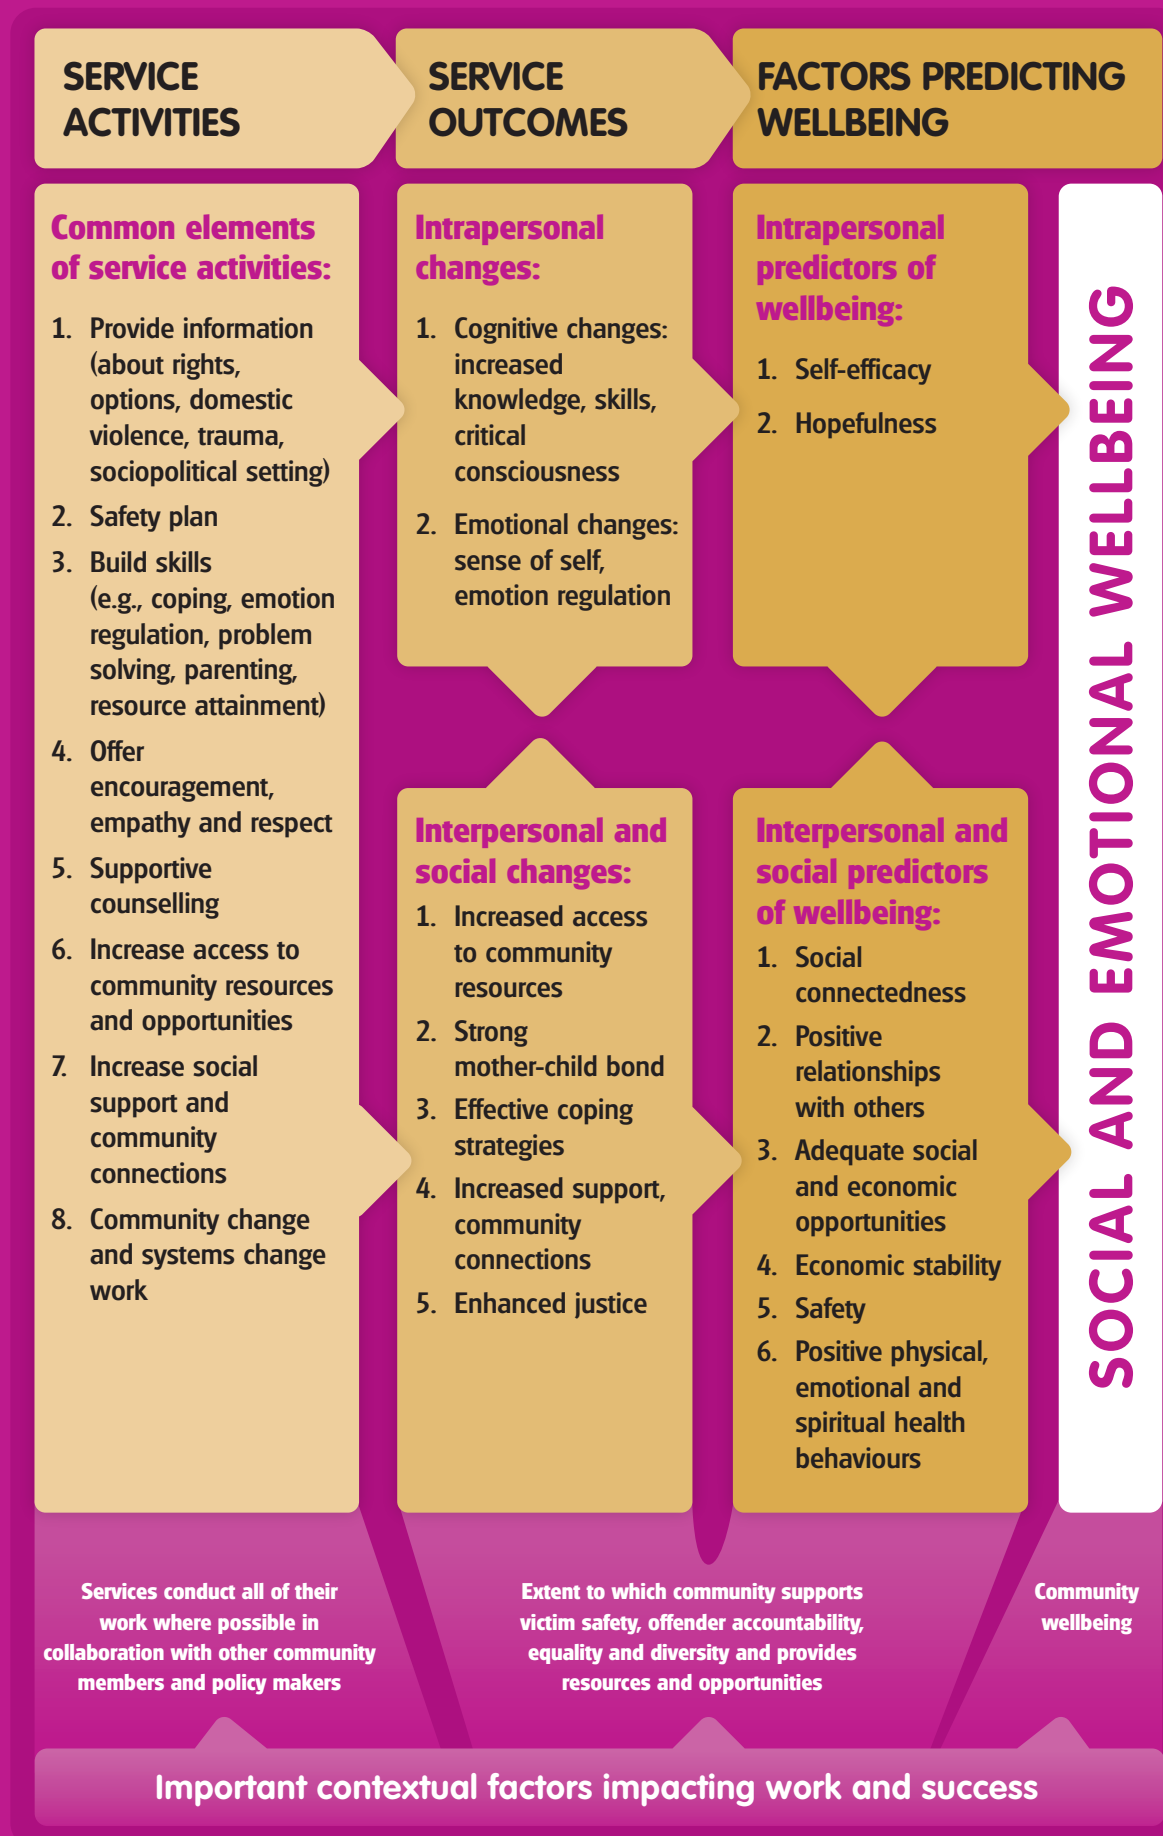 SERVICE
ACTIVITIES
SERVICE
OUTCOMES
FACTORS PREDICTING
WELLBEING
Common elements
of service activities:
1. Provide information
(about rights,
options, domestic
violence, trauma,
sociopolitical setting)
2. Safety plan
3. Build skills
(e.g., coping, emotion
regulation, problem
solving, parenting,
resource attainment)
4. Offer
encouragement,
empathy and respect
5. Supportive
counselling
6. Increase access to
community resources
and opportunities
7. Increase social
support and
community
connections
8. Community change
and systems change
work
Intrapersonal
changes:
1. Cognitive changes:
increased
knowledge, skills,
critical
consciousness
2. Emotional changes:
sense of self,
emotion regulation
Interpersonal and
social changes:
1. Increased access
to community
resources
2. Strong
mother-child bond
3. Effective coping
strategies
4. Increased support,
community
connections
5. Enhanced justice
Intrapersonal
predictors of
wellbeing:
1. Self-efficacy
2. Hopefulness
Interpersonal and
social predictors
of wellbeing:
1. Social
connectedness
2. Positive
relationships
with others
3. Adequate social
and economic
opportunities
4. Economic stability
5. Safety
6. Positive physical,
emotional and
spiritual health
behaviours
SOCIAL AND EMOTIONAL WELLBEING
Services conduct all of their
work where possible in
collaboration with other community
members and policy makers
Extent to which community supports
victim safety, offender accountability,
equality and diversity and provides
resources and opportunities
Community
wellbeing
Important contextual factors impacting work and success